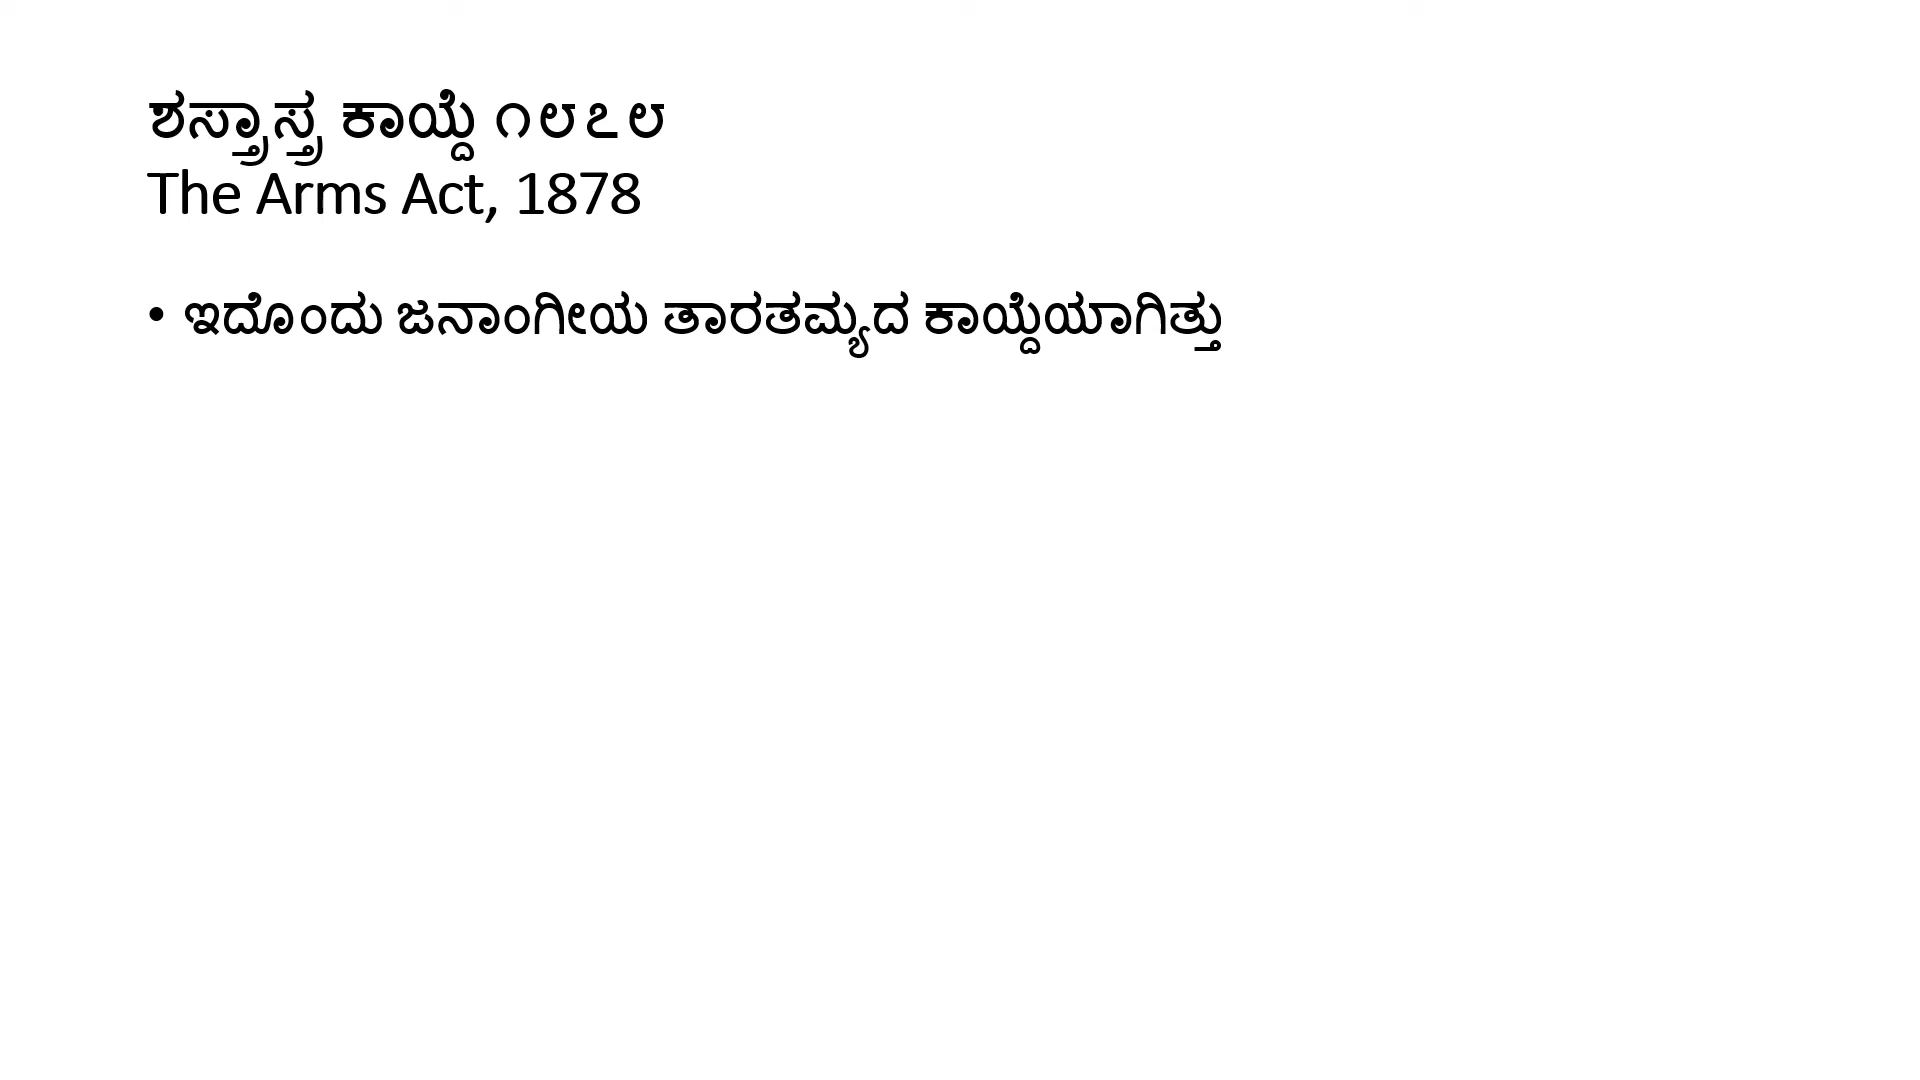 ಶಸ್ತ್ರಾಸ್ತ್ರ ಕಾಯ್ದೆ ೧೮೭೮
The Arms Act, 1878
• ಇದೊಂದು ಜನಾಂಗೀಯ ತಾರತಮ್ಯದ ಕಾಯ್ದೆಯಾಗಿತ್ತು